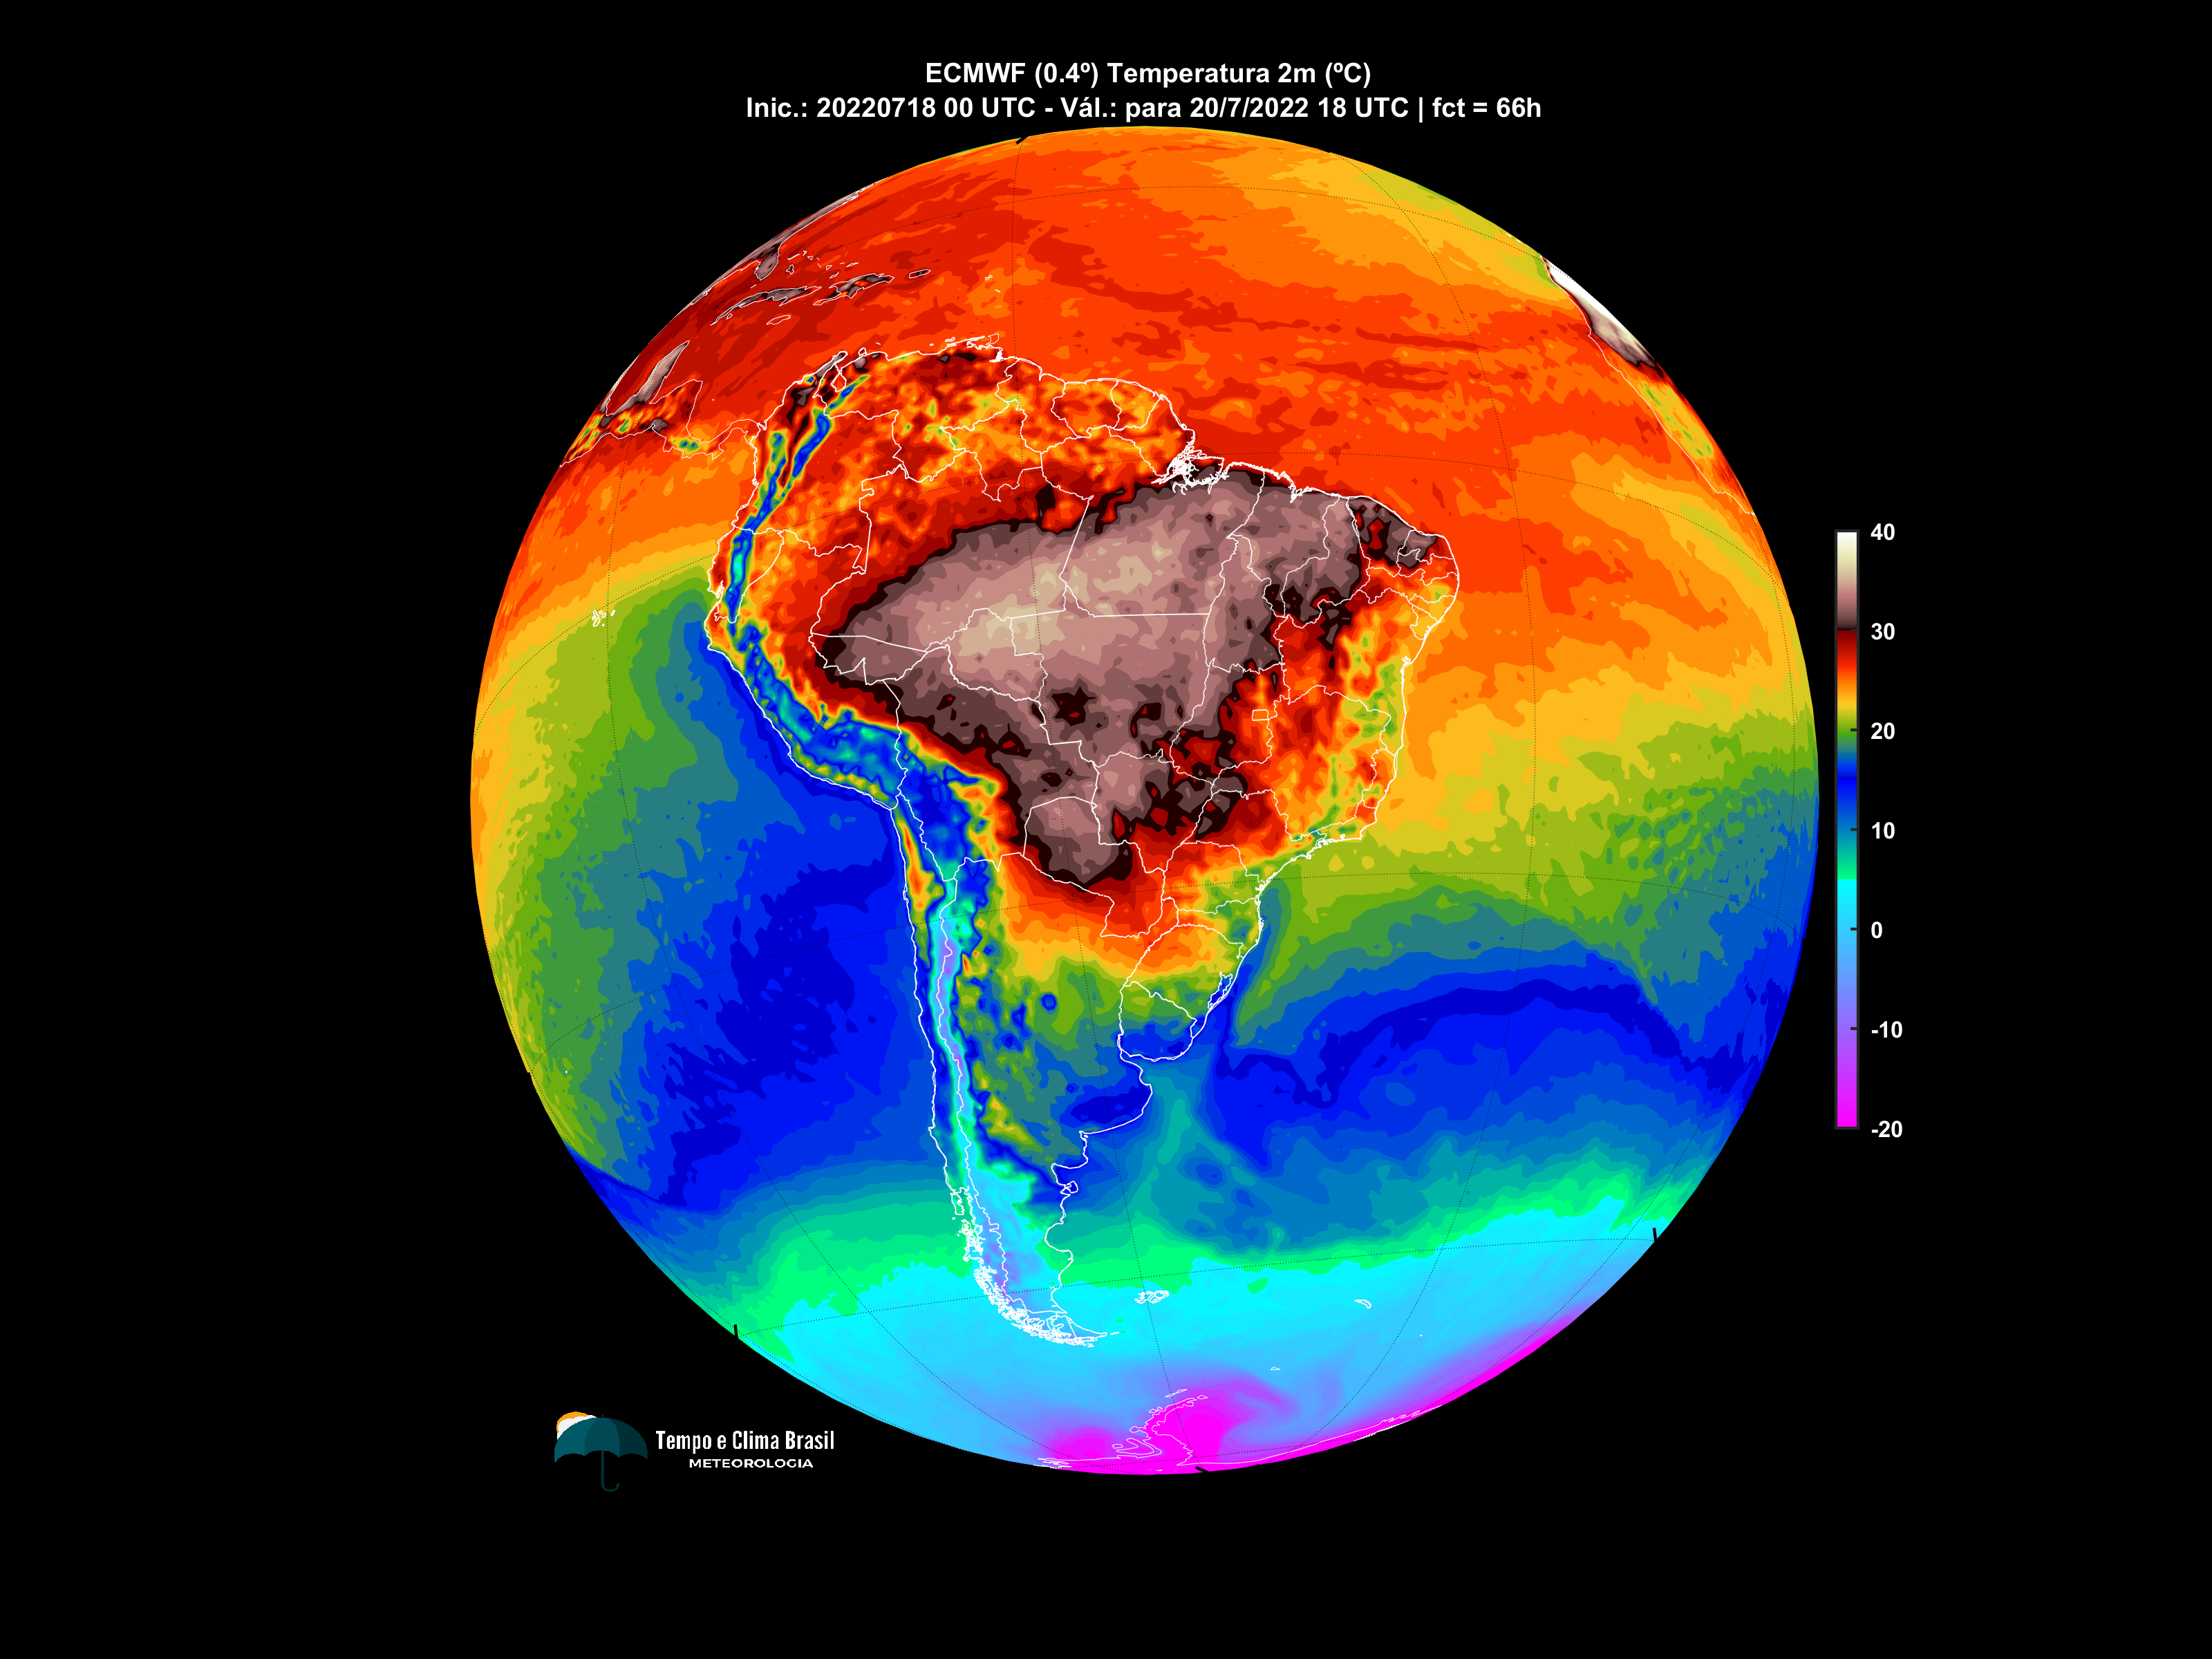 ECMWF (0.4º) Temperatura 2m (ºC)
Inic.: 20220718 00 UTC - Vál.: para 20/7/2022 18 UTC | fct = 66h
40
30
20
10
0
-10
-20
Tempo e Clima Brasil
METEOROLOGIA